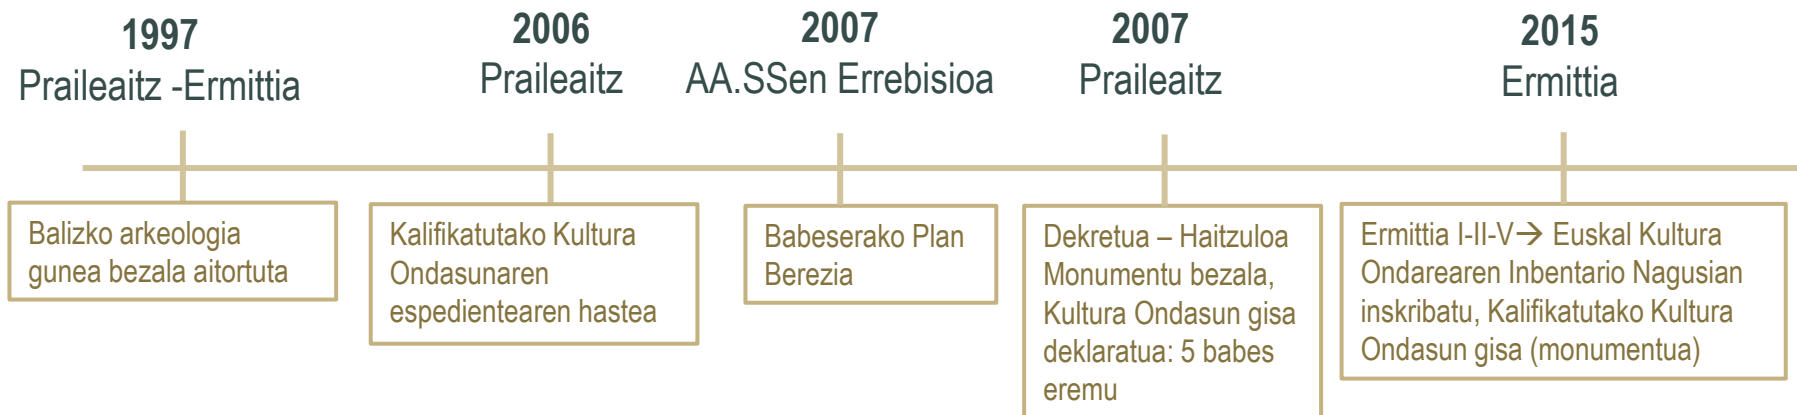 1997
Praileaitz -Ermittia
Balizko arkeologia
gunea bezala aitortuta
2006
Praileaitz
Kalifikatutako Kultura
Ondasunaren
espedientearen hastea
2007
AA.SSen Errebisioa
Babeserako Plan
Berezia
2007
Praileaitz
Dekretua – Haitzuloa
Monumentu bezala,
Kultura Ondasun gisa
deklaratua: 5 babes
eremu
2015
Ermittia
Ermittia I-II-V→ Euskal Kultura
Ondarearen Inbentario Nagusian
inskribatu, Kalifikatutako Kultura
Ondasun gisa (monumentua)